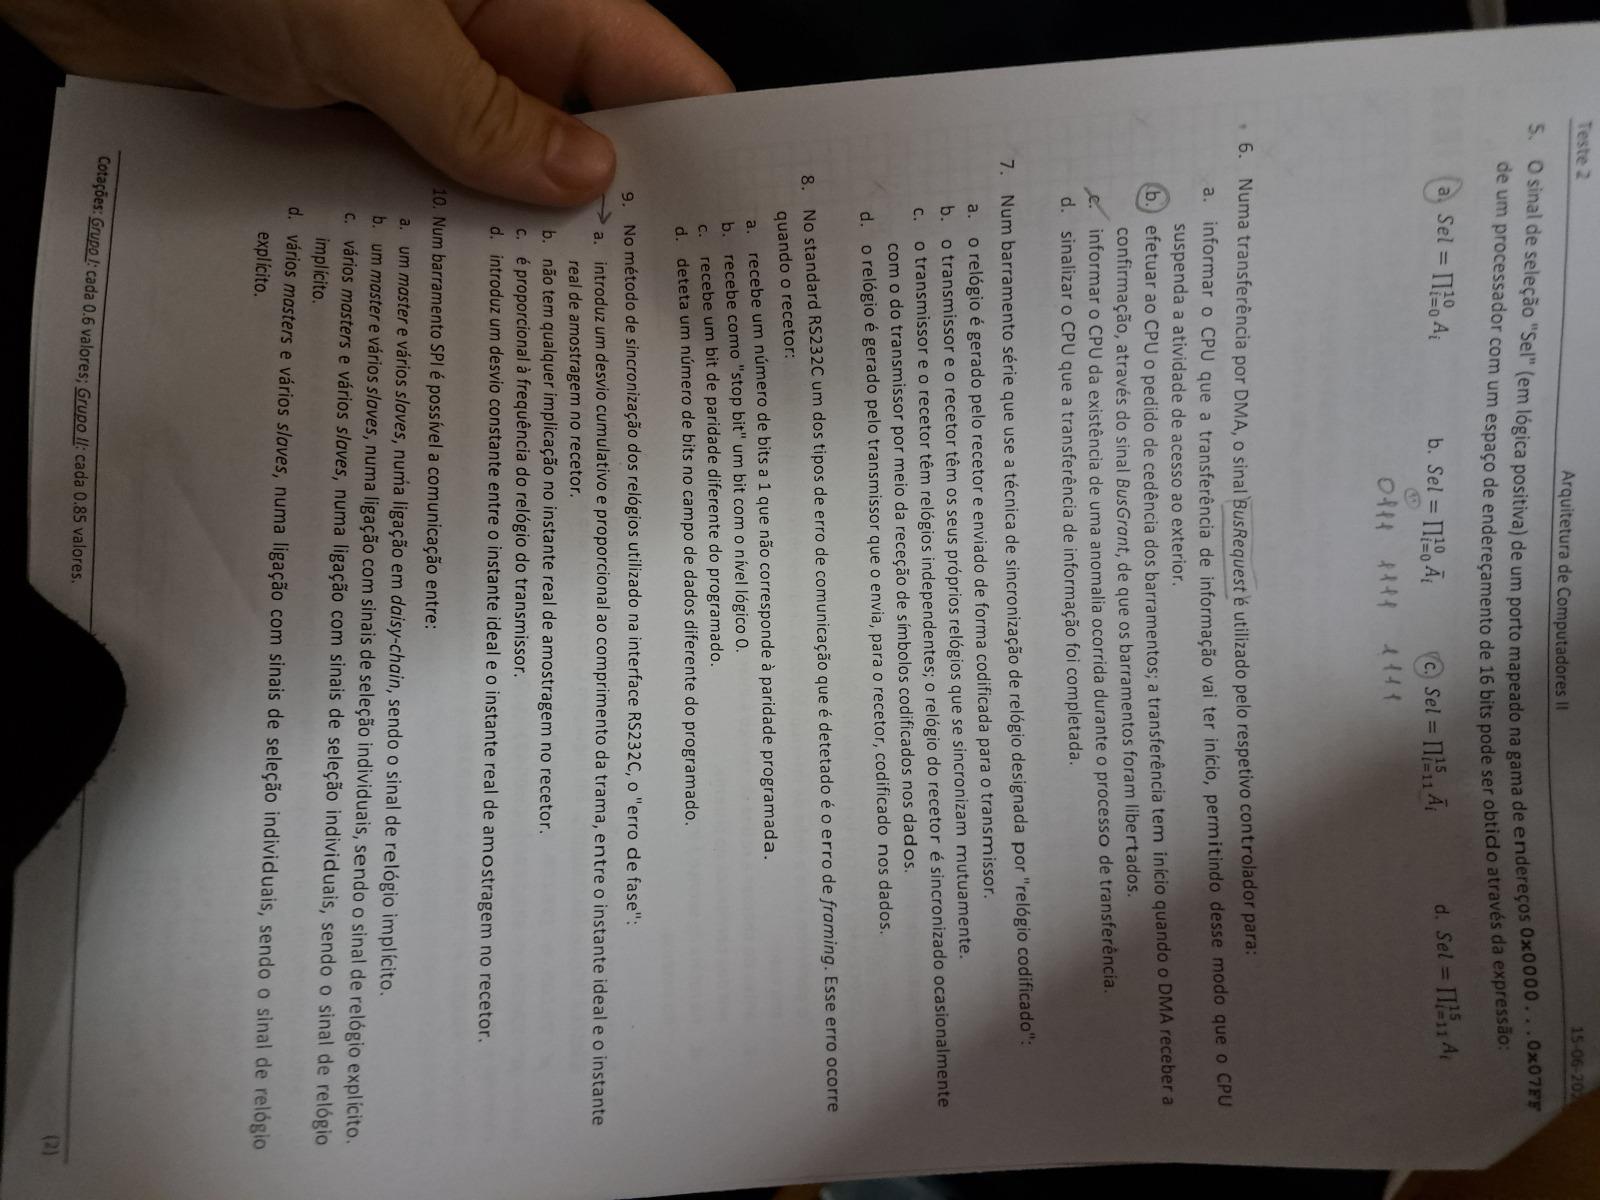 Teste 2
Arquitetura de Computadores II
15-06-202
5. O sinal de seleção "Sel" (em lógica positiva) de um porto mapeado na gama de endereços 0x0000...0x07FF
de um processador com um espaço de endereçamento de 16 bits pode ser obtido através da expressão:
a. Sel = ∏_{i=0}^{10} A_i b. Sel = ∏_{i=0}^{10} Ā_i c. Sel = ∏_{i=11}^{15} Ā_i d. Sel = ∏_{i=11}^{15} A_i
0111 1111 1111
6. Numa transferência por DMA, o sinal BusRequest é utilizado pelo respetivo controlador para:
a. informar o CPU que a transferência de informação vai ter início, permitindo desse modo que o CPU
suspenda a atividade de acesso ao exterior.
b. efetuar ao CPU o pedido de cedência dos barramentos; a transferência tem início quando o DMA receber a
confirmação, através do sinal BusGrant, de que os barramentos foram libertados.
c. informar o CPU da existência de uma anomalia ocorrida durante o processo de transferência.
d. sinalizar o CPU que a transferência de informação foi completada.
7. Num barramento série que use a técnica de sincronização de relógio designada por "relógio codificado":
a. o relógio é gerado pelo recetor e enviado de forma codificada para o transmissor.
b. o transmissor e o recetor têm os seus próprios relógios que se sincronizam mutuamente.
c. o transmissor e o recetor têm relógios independentes; o relógio do recetor é sincronizado ocasionalmente
com o do transmissor por meio da receção de símbolos codificados nos dados.
d. o relógio é gerado pelo transmissor que o envia, para o recetor, codificado nos dados.
8. No standard RS232C um dos tipos de erro de comunicação que é detetado é o erro de framing. Esse erro ocorre
quando o recetor:
a. recebe um número de bits a 1 que não corresponde à paridade programada.
b. recebe como "stop bit" um bit com o nível lógico 0.
c. recebe um bit de paridade diferente do programado.
d. deteta um número de bits no campo de dados diferente do programado.
9. No método de sincronização dos relógios utilizado na interface RS232C, o "erro de fase":
a. introduz um desvio cumulativo e proporcional ao comprimento da trama, entre o instante ideal e o instante
real de amostragem no recetor.
b. não tem qualquer implicação no instante real de amostragem no recetor.
c. é proporcional à frequência do relógio do transmissor.
d. introduz um desvio constante entre o instante ideal e o instante real de amostragem no recetor.
10. Num barramento SPI é possível a comunicação entre:
a. um master e vários slaves, numa ligação em daisy-chain, sendo o sinal de relógio implícito.
b. um master e vários slaves, numa ligação com sinais de seleção individuais, sendo o sinal de relógio explícito.
c. vários masters e vários slaves, numa ligação com sinais de seleção individuais, sendo o sinal de relógio
implícito.
d. vários masters e vários slaves, numa ligação com sinais de seleção individuais, sendo o sinal de relógio
explícito.
Cotações: Grupo I: cada 0.6 valores; Grupo II: cada 0.85 valores.
(2)